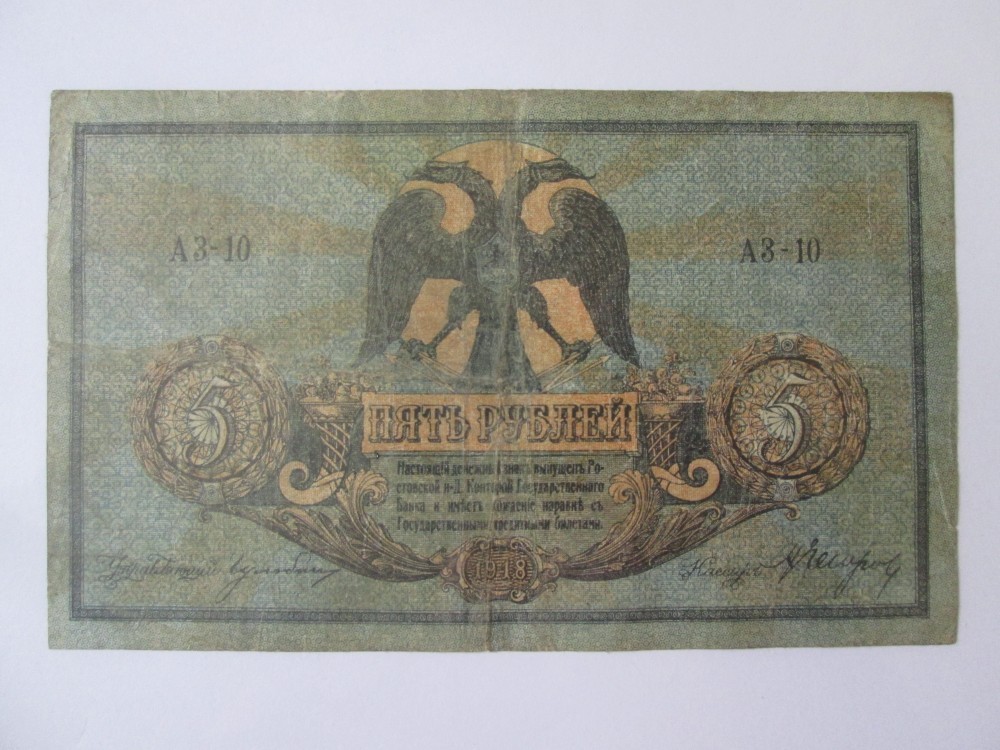 АЗ-10 АЗ-10
5 5
ПЯТЬ РУБЛЕЙ
Настоящій денежный знакъ выпущенъ Ро-
стовской н-Д. Конторой Государственнаго
Банка и имѣетъ хожденіе наравнѣ съ
Государственными кредитными билетами.
Управляющій Кассиръ
1918